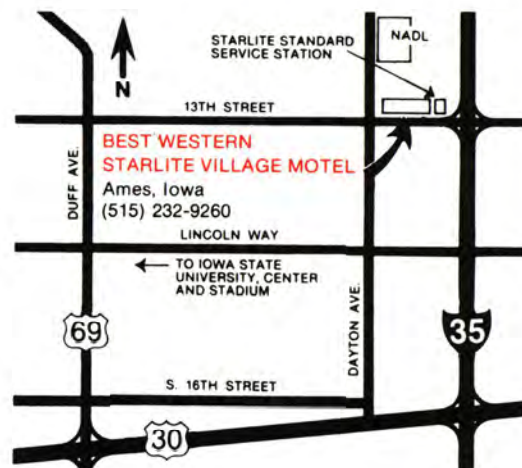 NADL
STARLITE STANDARD
SERVICE STATION
N
13TH STREET
BEST WESTERN
STARLITE VILLAGE MOTEL
Ames, Iowa
(515) 232-9260
DUFF AVE.
LINCOLN WAY
TO IOWA STATE
UNIVERSITY, CENTER
AND STADIUM
DAYTON AVE.
69
35
S. 16TH STREET
30